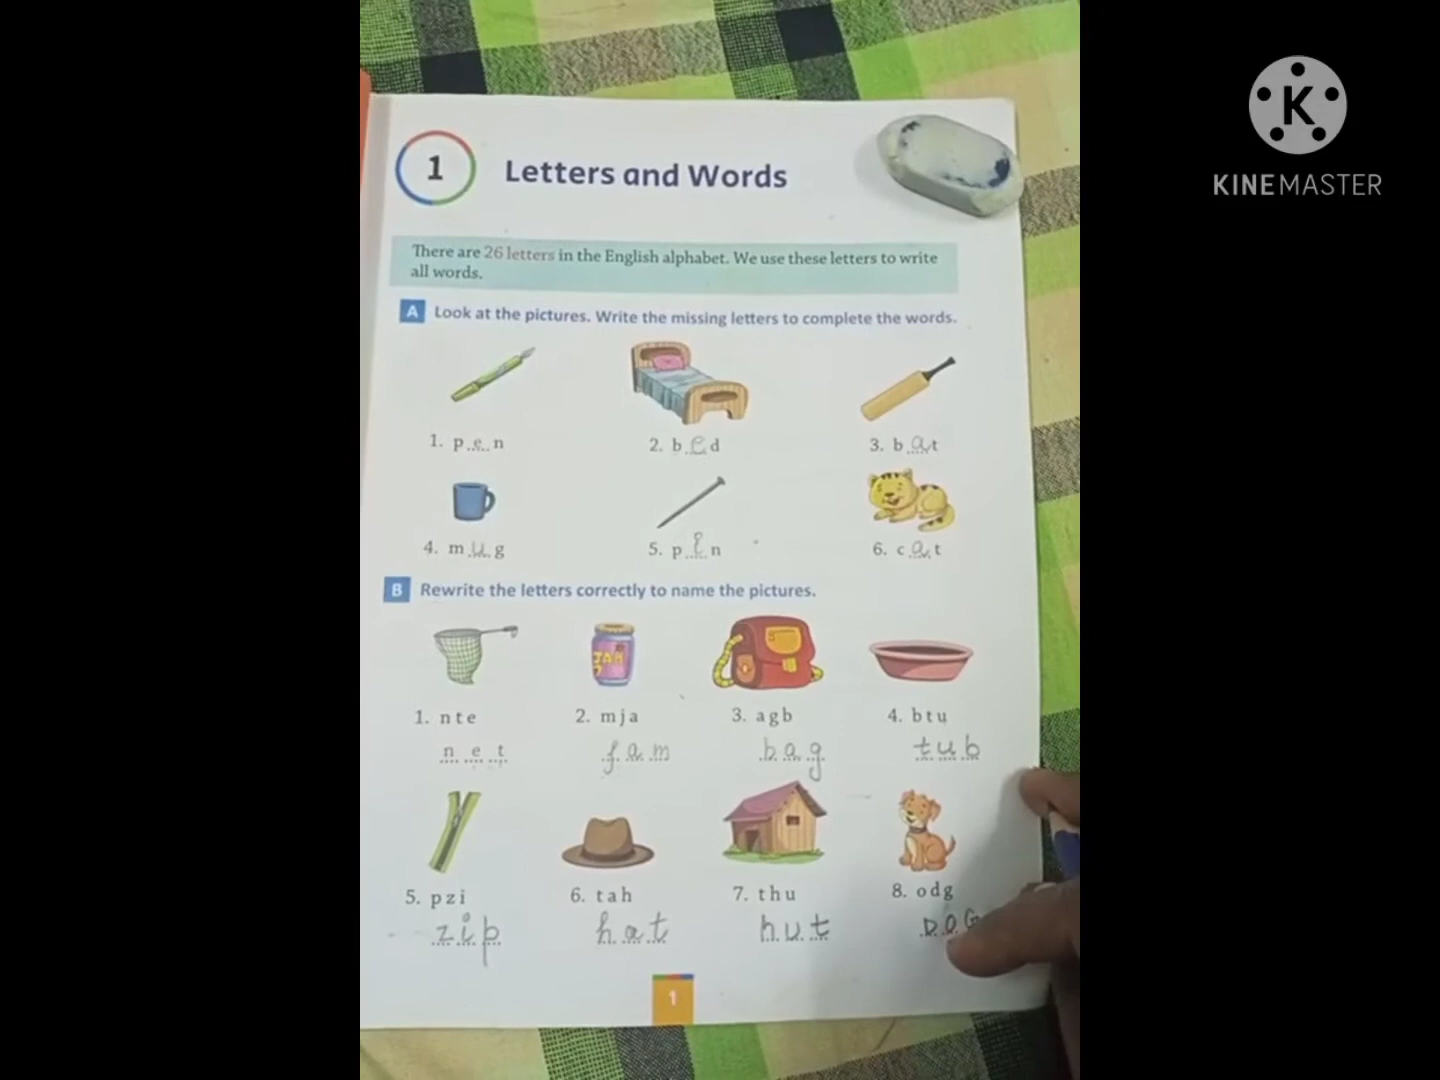 KINEMASTER
1 Letters and Words
There are 26 letters in the English alphabet. We use these letters to write
all words.
A Look at the pictures. Write the missing letters to complete the words.
1. p e n 2. b e d 3. b a t
4. m u g 5. p i n 6. c a t
B Rewrite the letters correctly to name the pictures.
JAM
1. n t e 2. m j a 3. a g b 4. b t u
n e t j a m b a g t u b
5. p z i 6. t a h 7. t h u 8. o d g
z i p h a t h u t D O G
1